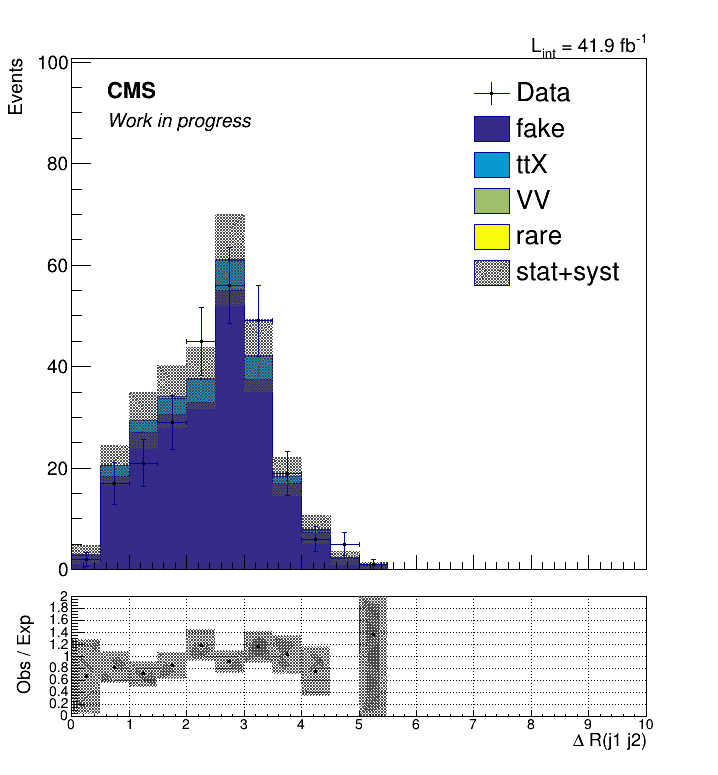 L_int = 41.9 fb^-1
Events
100
80
60
40
20
0
CMS
Work in progress
Data
fake
ttX
VV
rare
stat+syst
Obs / Exp
2
1.8
1.6
1.4
1.2
1
0.8
0.6
0.4
0.2
0
0 1 2 3 4 5 6 7 8 9 10
Δ R(j1 j2)